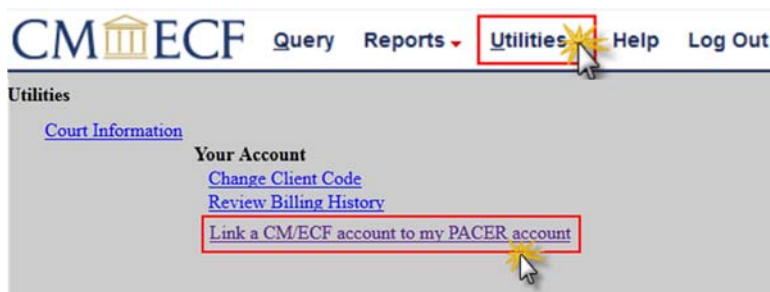 CM ECF Query Reports Utilities Help Log Out
Utilities
Court Information
Your Account
Change Client Code
Review Billing History
Link a CM/ECF account to my PACER account